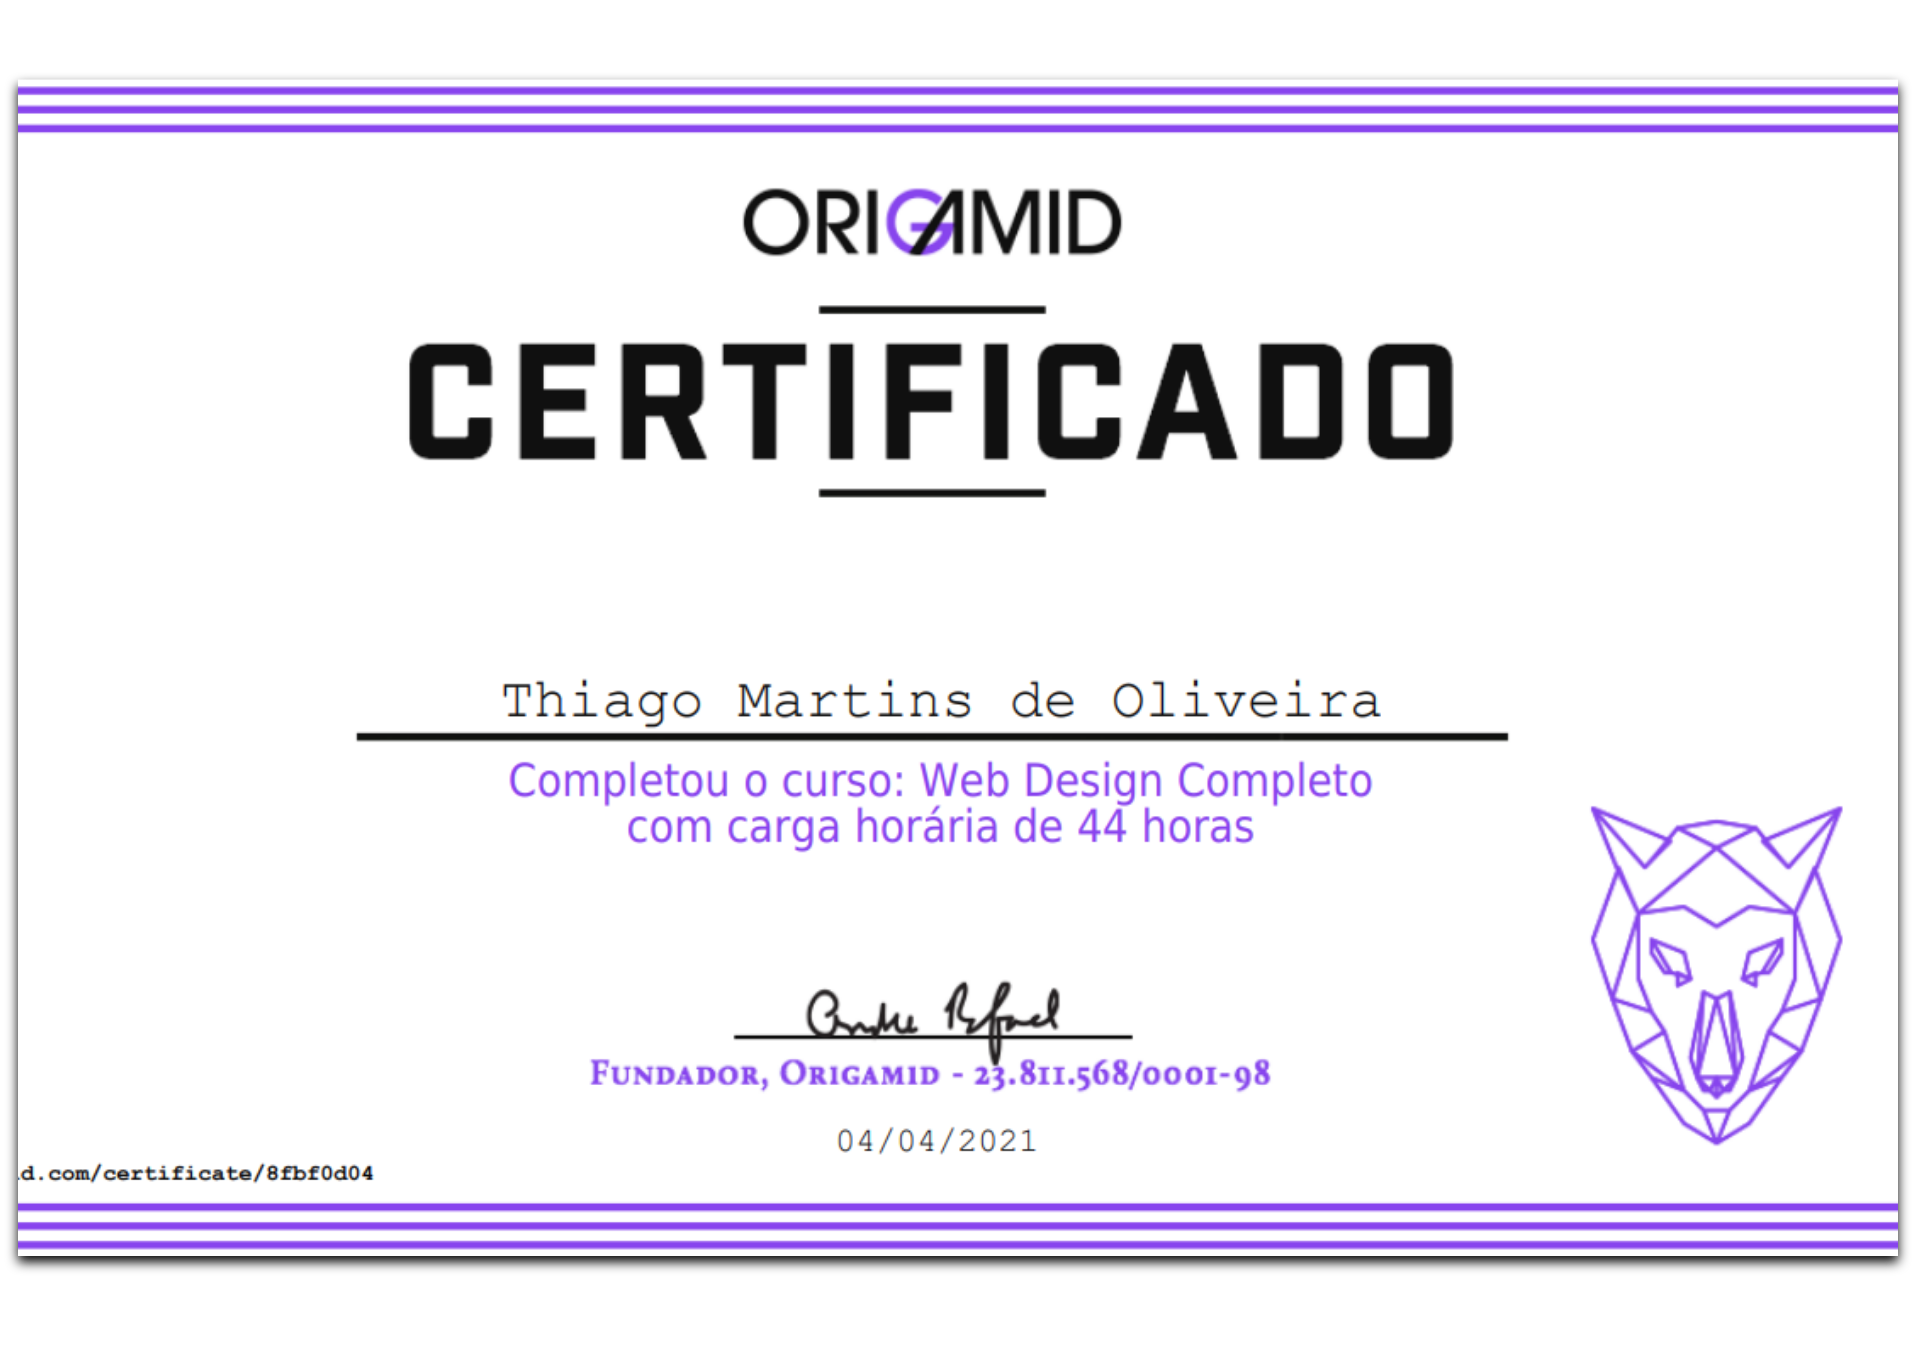 ORIGAMID
CERTIFICADO
Thiago Martins de Oliveira
Completou o curso: Web Design Completo
com carga horária de 44 horas
Andre Rafael
Fundador, Origamid - 23.811.568/0001-98
04/04/2021
d.com/certificate/8fbf0d04